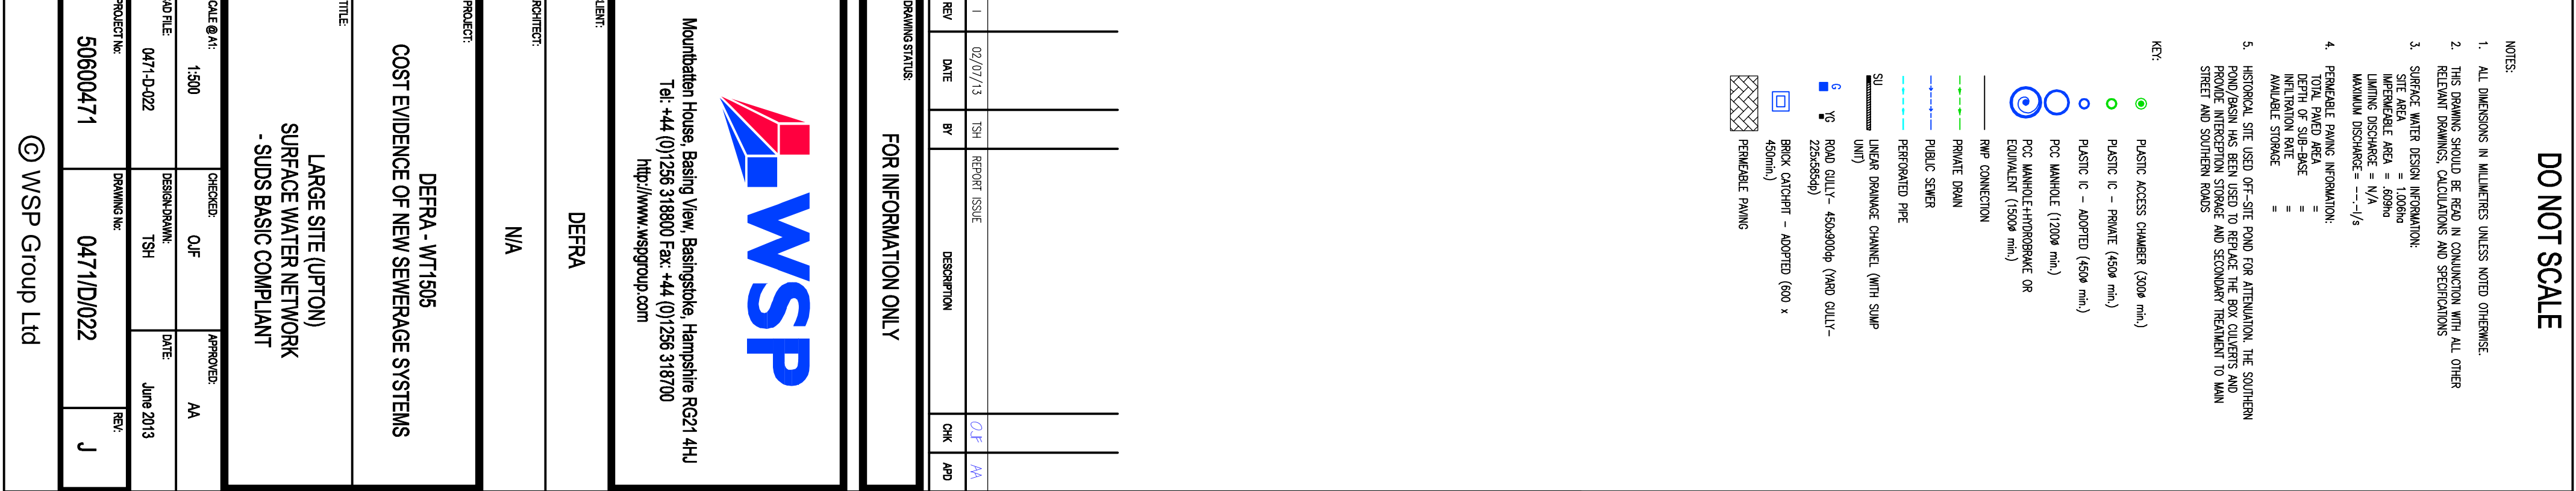 DO NOT SCALE
NOTES:
1. ALL DIMENSIONS IN MILLIMETRES UNLESS NOTED OTHERWISE.
2. THIS DRAWING SHOULD BE READ IN CONJUNCTION WITH ALL OTHER
RELEVANT DRAWINGS, CALCULATIONS AND SPECIFICATIONS
3. SURFACE WATER DESIGN INFORMATION:
SITE AREA = 1.006ha
IMPERMEABLE AREA = .609ha
LIMITING DISCHARGE = N/A
MAXIMUM DISCHARGE= --.-l/s
4. PERMEABLE PAVING INFORMATION:
TOTAL PAVED AREA =
DEPTH OF SUB-BASE =
INFILTRATION RATE =
AVAILABLE STORAGE =
5. HISTORICAL SITE USED OFF-SITE POND FOR ATTENUATION. THE SOUTHERN
POND/BASIN HAS BEEN USED TO REPLACE THE BOX CULVERTS AND
PROVIDE INTERCEPTION STORAGE AND SECONDARY TREATMENT TO MAIN
STREET AND SOUTHERN ROADS
KEY:
PLASTIC ACCESS CHAMBER (300ø min.)
PLASTIC IC - PRIVATE (450ø min.)
PLASTIC IC - ADOPTED (450ø min.)
PCC MANHOLE (1200ø min.)
PCC MANHOLE+HYDROBRAKE OR
EQUIVALENT (1500ø min.)
RWP CONNECTION
PRIVATE DRAIN
PUBLIC SEWER
PERFORATED PIPE
SU LINEAR DRAINAGE CHANNEL (WITH SUMP
UNIT)
G YG ROAD GULLY- 450x900dp (YARD GULLY-
225x585dp)
BRICK CATCHPIT - ADOPTED (600 x
450min.)
PERMEABLE PAVING
I 02/07/13 TSH REPORT ISSUE OJF AA
REV DATE BY DESCRIPTION CHK APD
DRAWING STATUS:
FOR INFORMATION ONLY
WSP
Mountbatten House, Basing View, Basingstoke, Hampshire RG21 4HJ
Tel: +44 (0)1256 318800 Fax: +44 (0)1256 318700
http://www.wspgroup.com
LIENT:
DEFRA
RCHITECT:
N/A
PROJECT:
DEFRA - WT1505
COST EVIDENCE OF NEW SEWERAGE SYSTEMS
TITLE:
LARGE SITE (UPTON)
SURFACE WATER NETWORK
- SUDS BASIC COMPLIANT
CALE @ A1: CHECKED: APPROVED:
1:500 OJF AA
AD FILE: DESIGN-DRAWN: DATE:
0471-D-022 TSH June 2013
PROJECT No: DRAWING No: REV:
50600471 0471/D/022 J
© WSP Group Ltd